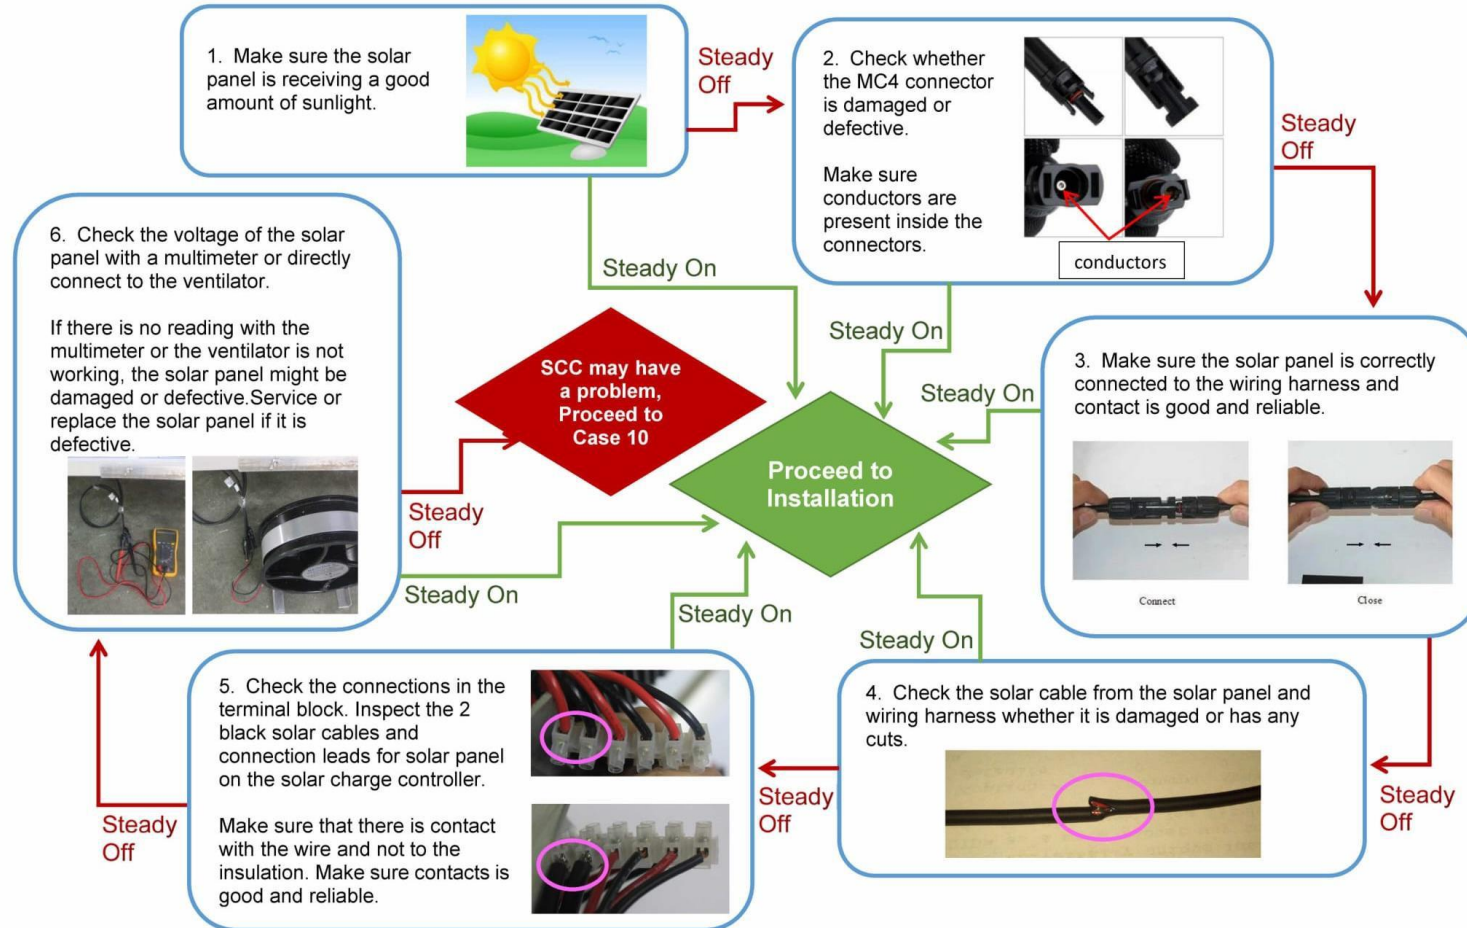 1. Make sure the solar
panel is receiving a good
amount of sunlight.
Steady
Off
2. Check whether
the MC4 connector
is damaged or
defective.
Make sure
conductors are
present inside the
connectors.
conductors
Steady
Off
Steady On
Steady On
3. Make sure the solar panel is correctly
connected to the wiring harness and
contact is good and reliable.
Connect
Close
Steady On
Steady
Off
4. Check the solar cable from the solar panel and
wiring harness whether it is damaged or has any
cuts.
Steady On
Steady
Off
5. Check the connections in the
terminal block. Inspect the 2
black solar cables and
connection leads for solar panel
on the solar charge controller.
Make sure that there is contact
with the wire and not to the
insulation. Make sure contacts is
good and reliable.
Steady On
Steady
Off
6. Check the voltage of the solar
panel with a multimeter or directly
connect to the ventilator.
If there is no reading with the
multimeter or the ventilator is not
working, the solar panel might be
damaged or defective.Service or
replace the solar panel if it is
defective.
Steady On
Steady
Off
SCC may have
a problem,
Proceed to
Case 10
Proceed to
Installation